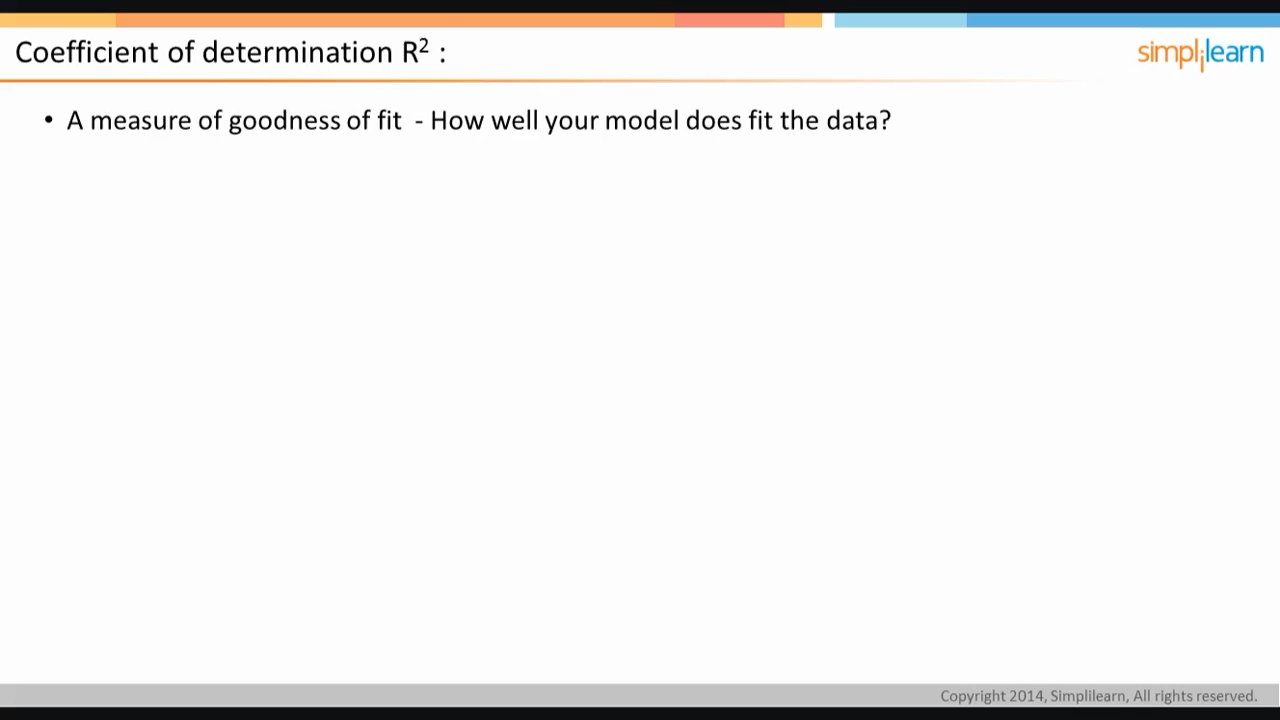 Coefficient of determination R² :
simplilearn
• A measure of goodness of fit - How well your model does fit the data?
Copyright 2014, Simplilearn, All rights reserved.